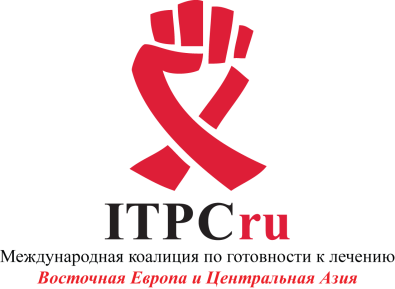 ITPCru
Международная коалиция по готовности к лечению
Восточная Европа и Центральная Азия